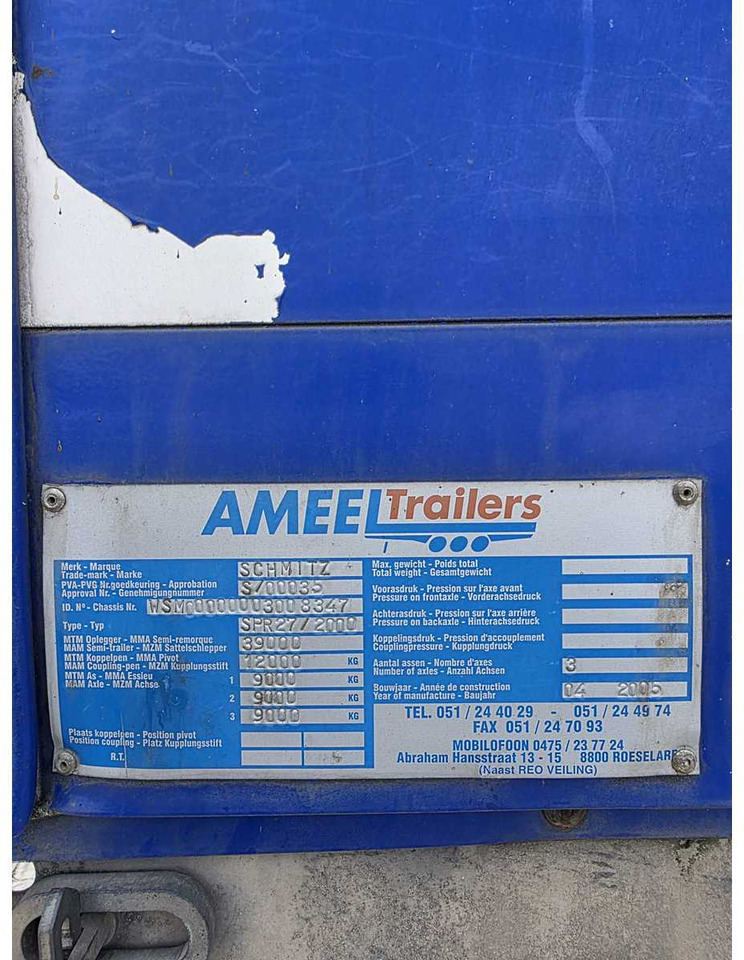 AMEEL Trailers
Merk - Marque
Trade-mark - Marke SCHMITZ
PVA-PVG Nr.goedkeuring - Approbation
Approval Nr. - Genehmigungnummer S/00035
ID. N° - Chassis Nr. WSM0000003008347
Type - Typ SPR27/2000
MTM Oplegger - MMA Semi-remorque
MAM Semi-trailer - MZM Sattelschlepper 39000
MTM Koppelpen - MMA Pivot
MAM Coupling-pen - MZM Kupplungsstift 12000 KG
MTM As - MMA Essieu
MAM Axle - MZM Achse 1 9000 KG
2 9000 KG
3 9000 KG
Plaats koppelpen - Position pivot
Position coupling - Platz Kupplungsstift
R.T.
Max. gewicht - Poids total
Total weight - Gesamtgewicht
Voorasdruk - Pression sur l'axe avant
Pressure on frontaxle - Vorderachsedruck
Achterasdruk - Pression sur l'axe arrière
Pressure on backaxle - Hinterachsedruck
Koppelingsdruk - Pression d'accouplement
Couplingpressure - Kupplungdruck
Aantal assen - Nombre d'axes
Number of axles - Anzahl Achsen 3
Bouwjaar - Année de construction
Year of manufacture - Baujahr 04 2005
TEL. 051 / 24 40 29 - 051 / 24 49 74
FAX 051 / 24 70 93
MOBILOFOON 0475 / 23 77 24
Abraham Hansstraat 13 - 15 8800 ROESELARE
(Naast REO VEILING)